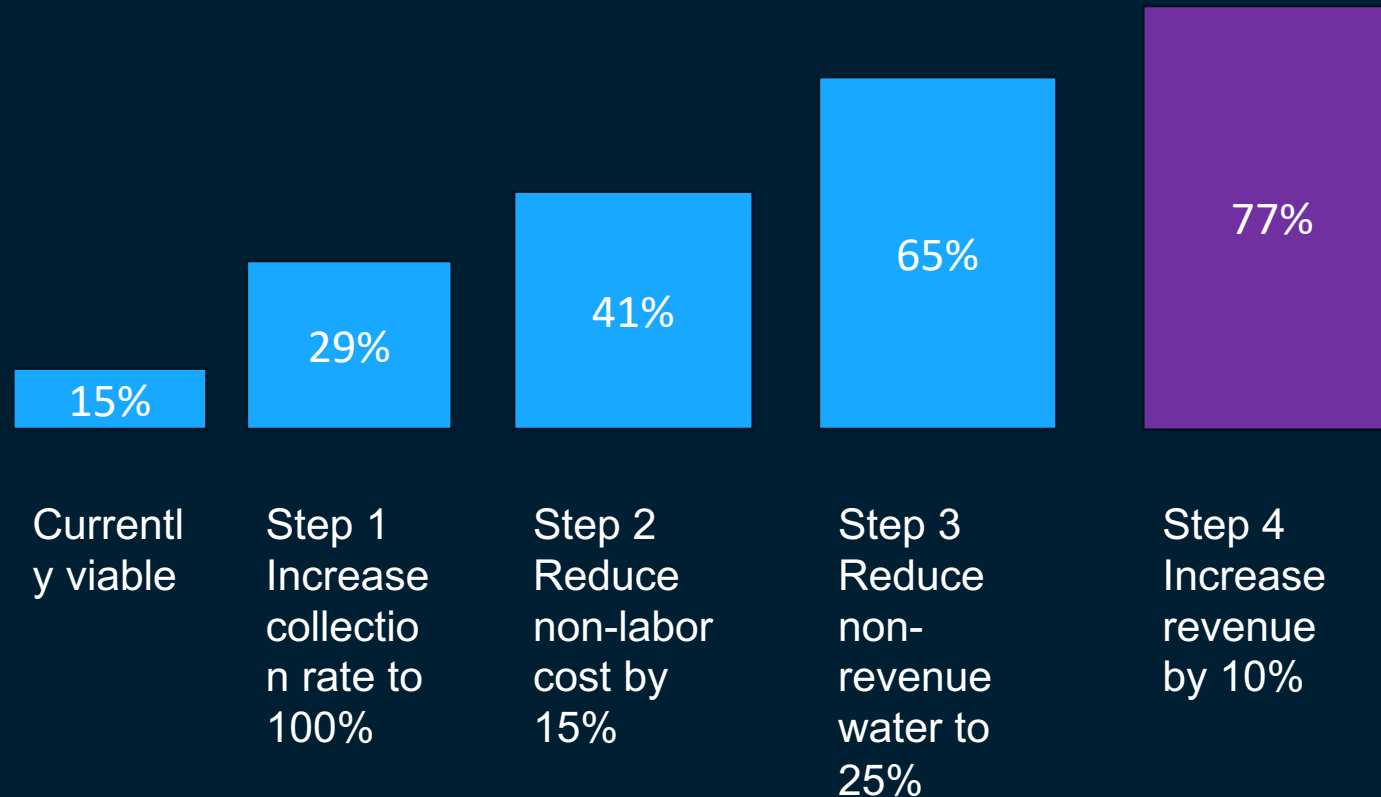 15%
29%
41%
65%
77%
Currentl
y viable
Step 1
Increase
collectio
n rate to
100%
Step 2
Reduce
non-labor
cost by
15%
Step 3
Reduce
non-
revenue
water to
25%
Step 4
Increase
revenue
by 10%